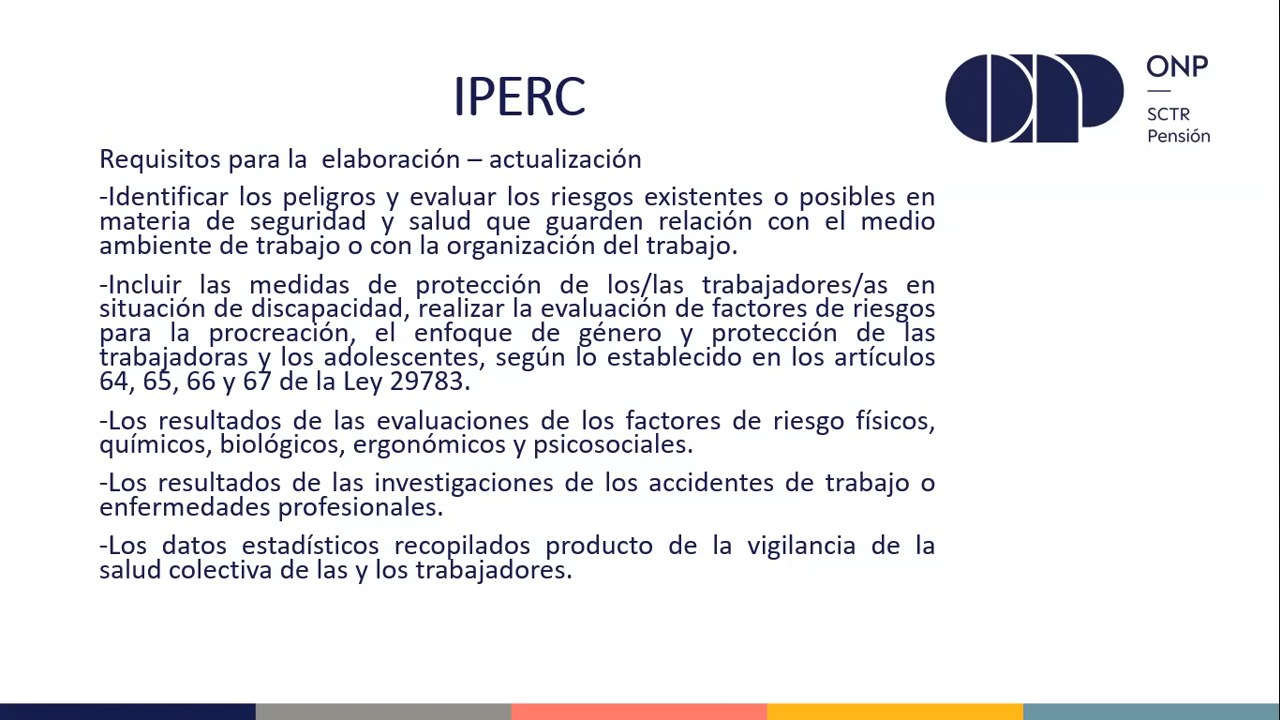 IPERC
ONP
SCTR
Pensión
Requisitos para la elaboración – actualización
-Identificar los peligros y evaluar los riesgos existentes o posibles en
materia de seguridad y salud que guarden relación con el medio
ambiente de trabajo o con la organización del trabajo.
-Incluir las medidas de protección de los/las trabajadores/as en
situación de discapacidad, realizar la evaluación de factores de riesgos
para la procreación, el enfoque de género y protección de las
trabajadoras y los adolescentes, según lo establecido en los artículos
64, 65, 66 y 67 de la Ley 29783.
-Los resultados de las evaluaciones de los factores de riesgo físicos,
químicos, biológicos, ergonómicos y psicosociales.
-Los resultados de las investigaciones de los accidentes de trabajo o
enfermedades profesionales.
-Los datos estadísticos recopilados producto de la vigilancia de la
salud colectiva de las y los trabajadores.